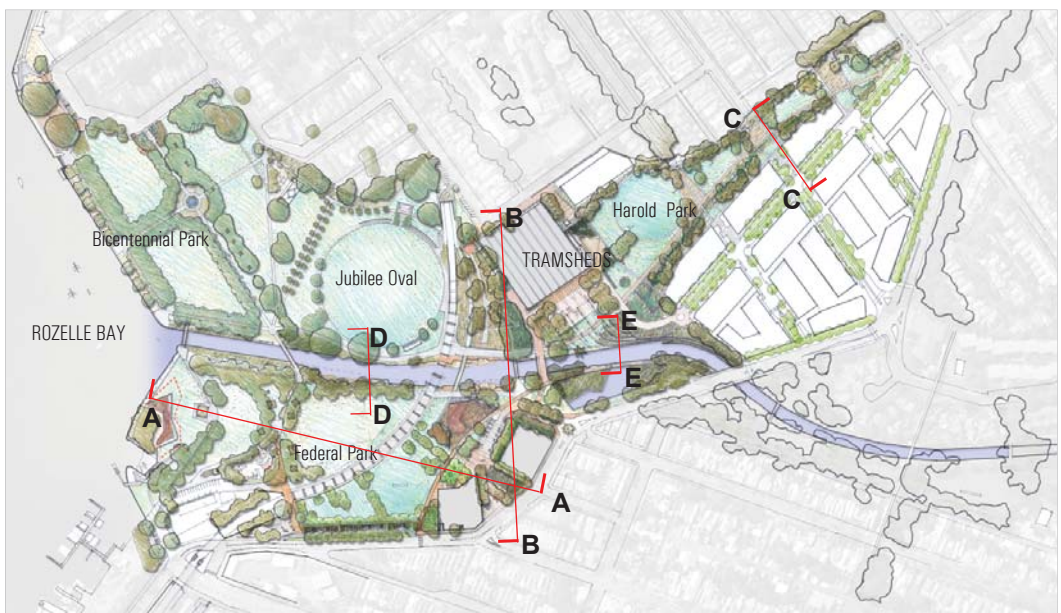 C
C
Harold Park
B
Bicentennial Park
TRAMSHEDS
Jubilee Oval
E
ROZELLE BAY
D
E
A
D
Federal Park
A
B